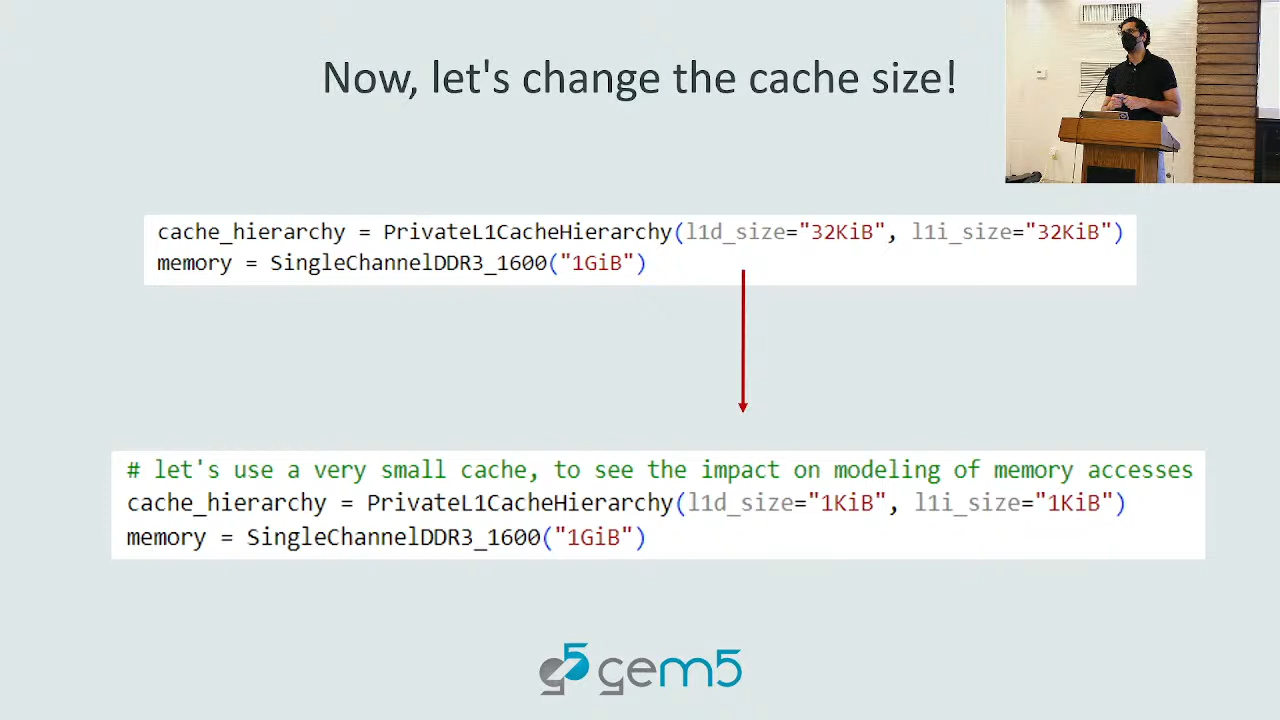 Now, let's change the cache size!
cache_hierarchy = PrivateL1CacheHierarchy(l1d_size="32KiB", l1i_size="32KiB")
memory = SingleChannelDDR3_1600("1GiB")
# let's use a very small cache, to see the impact on modeling of memory accesses
cache_hierarchy = PrivateL1CacheHierarchy(l1d_size="1KiB", l1i_size="1KiB")
memory = SingleChannelDDR3_1600("1GiB")
g5 gem5